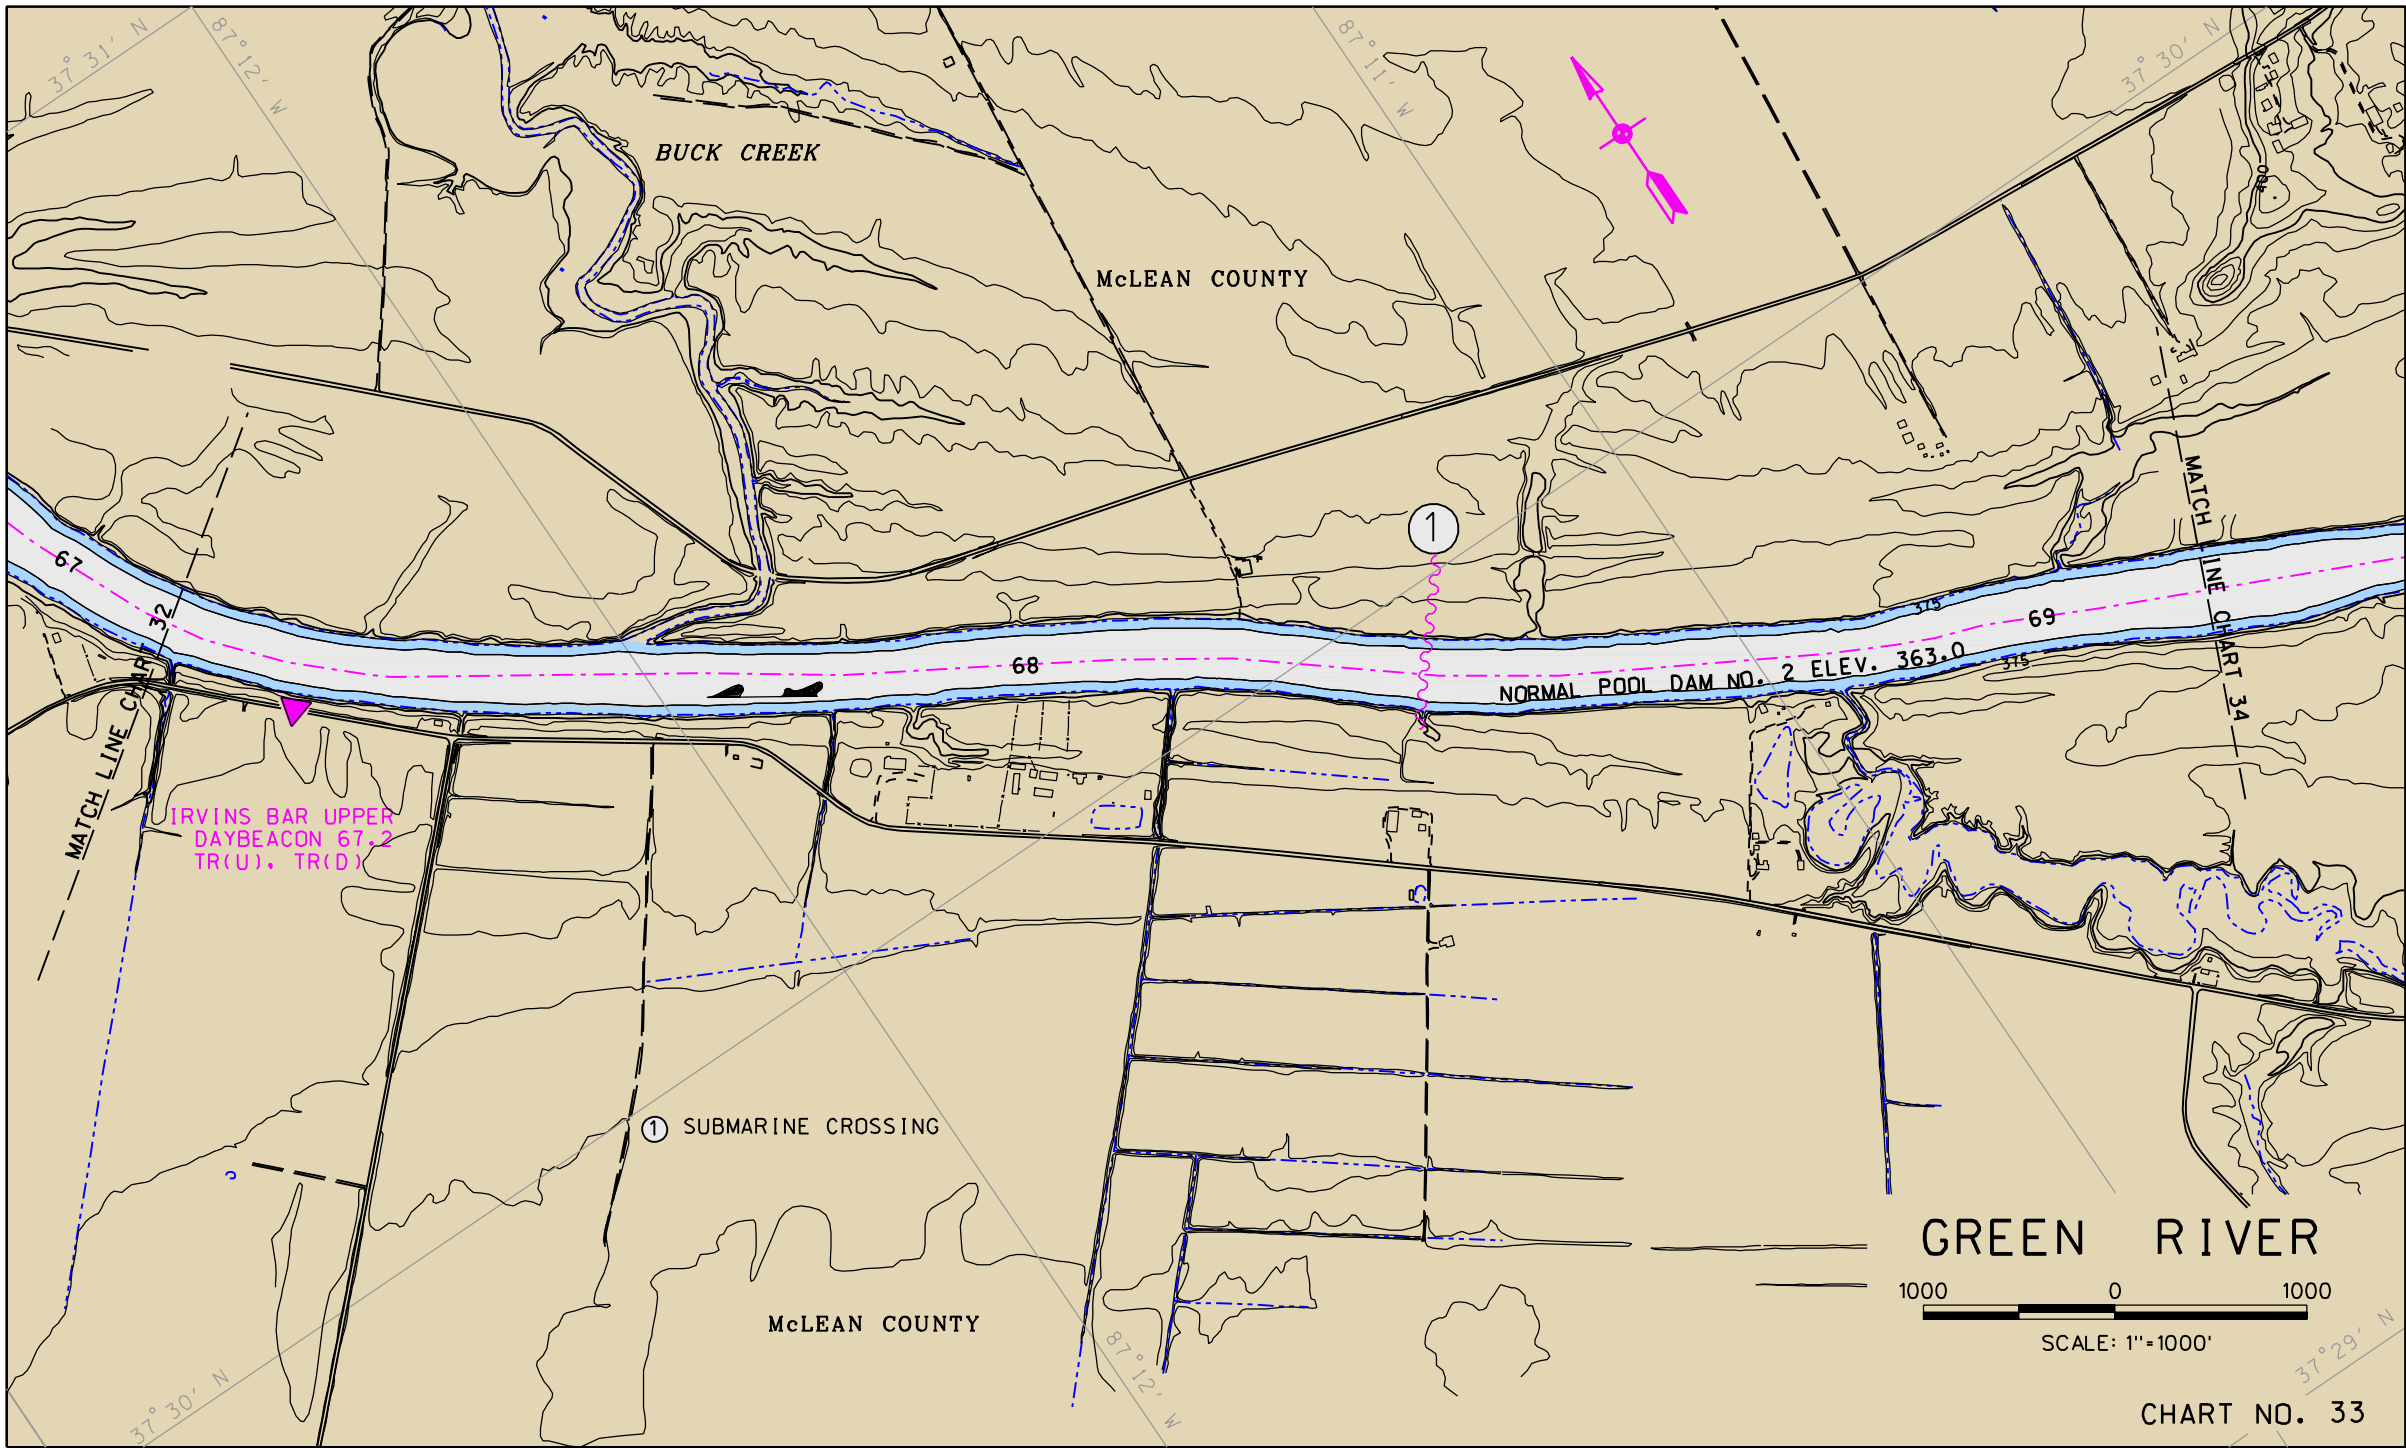 37°31' N
87°12' W
87°11' W
37°30' N
BUCK CREEK
400
McLEAN COUNTY
1
MATCH LINE CHART 34
67
MATCH LINE CHART 32
375
69
68
NORMAL POOL DAM NO. 2 ELEV. 363.0
375
IRVINS BAR UPPER
DAYBEACON 67.2
TR(U), TR(D)
1 SUBMARINE CROSSING
GREEN RIVER
1000 0 1000
SCALE: 1"=1000'
McLEAN COUNTY
37°30' N
87°12' W
37°29' N
CHART NO. 33